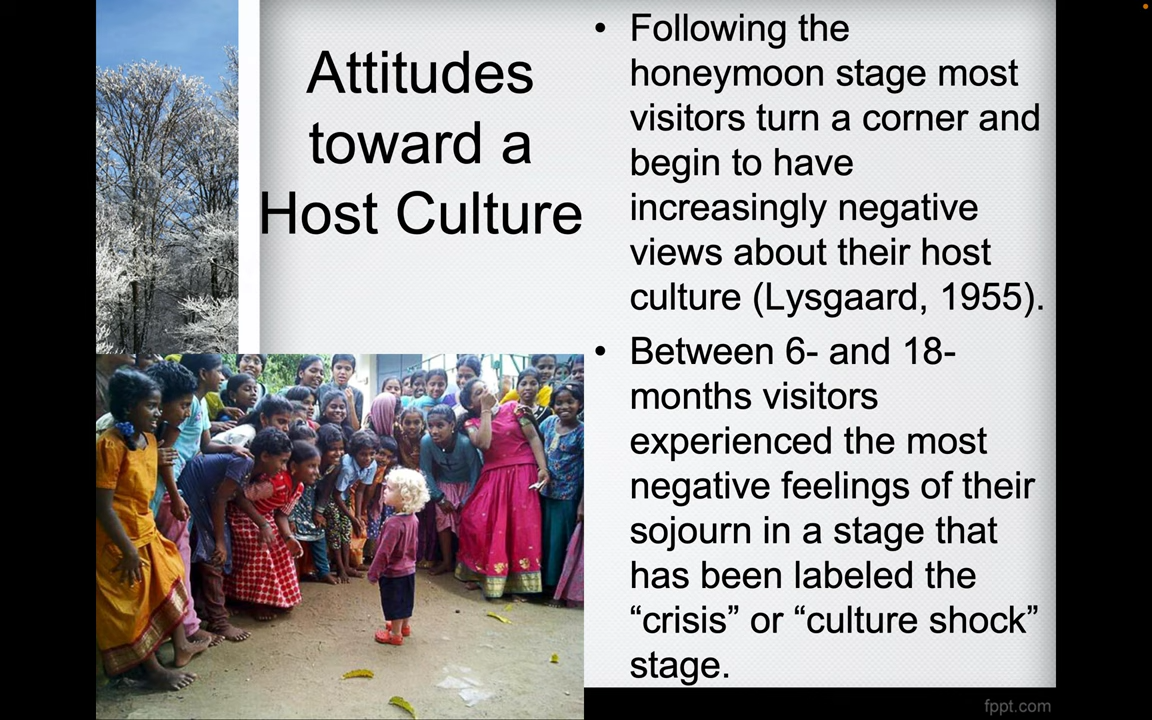 Attitudes
toward a
Host Culture
• Following the
honeymoon stage most
visitors turn a corner and
begin to have
increasingly negative
views about their host
culture (Lysgaard, 1955).
• Between 6- and 18-
months visitors
experienced the most
negative feelings of their
sojourn in a stage that
has been labeled the
“crisis” or “culture shock”
stage.
fppt.com